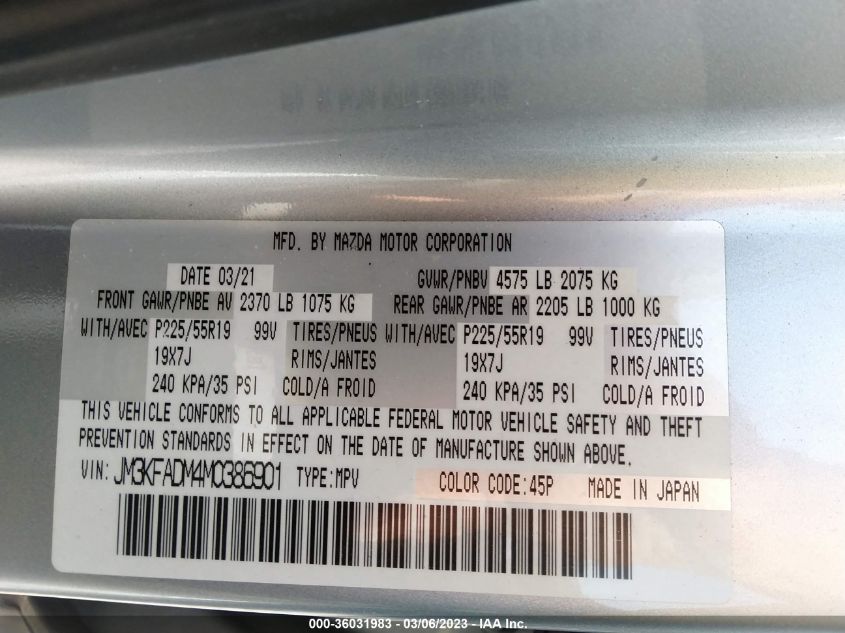 MFD. BY MAZDA MOTOR CORPORATION
DATE 03/21 GVWR/PNBV 4575 LB 2075 KG
FRONT GAWR/PNBE AV 2370 LB 1075 KG REAR GAWR/PNBE AR 2205 LB 1000 KG
WITH/AVEC P225/55R19 99V TIRES/PNEUS WITH/AVEC P225/55R19 99V TIRES/PNEUS
19X7J RIMS/JANTES 19X7J RIMS/JANTES
240 KPA/35 PSI COLD/A FROID 240 KPA/35 PSI COLD/A FROID
THIS VEHICLE CONFORMS TO ALL APPLICABLE FEDERAL MOTOR VEHICLE SAFETY AND THEFT
PREVENTION STANDARDS IN EFFECT ON THE DATE OF MANUFACTURE SHOWN ABOVE.
VIN: JM3KFADM4M0386901 TYPE:MPV COLOR CODE:45P MADE IN JAPAN
000-36031983 - 03/06/2023 - IAA Inc.